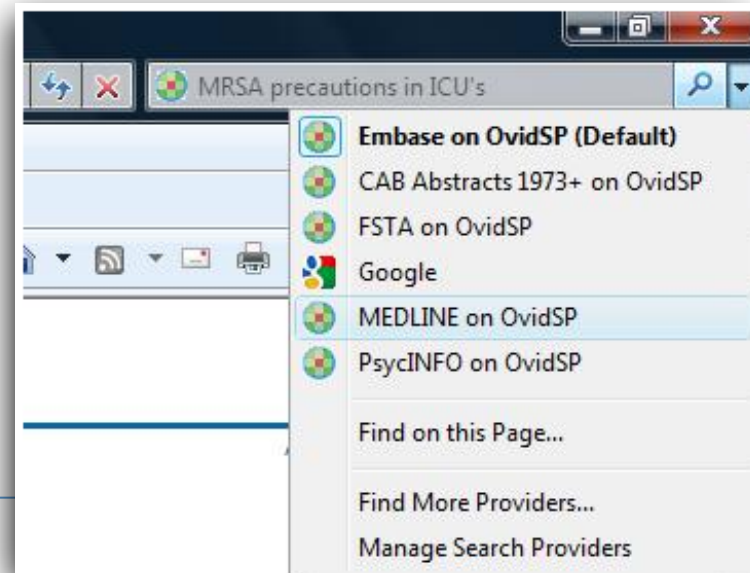 MRSA precautions in ICU's
Embase on OvidSP (Default)
CAB Abstracts 1973+ on OvidSP
FSTA on OvidSP
Google
MEDLINE on OvidSP
PsycINFO on OvidSP
Find on this Page...
Find More Providers...
Manage Search Providers